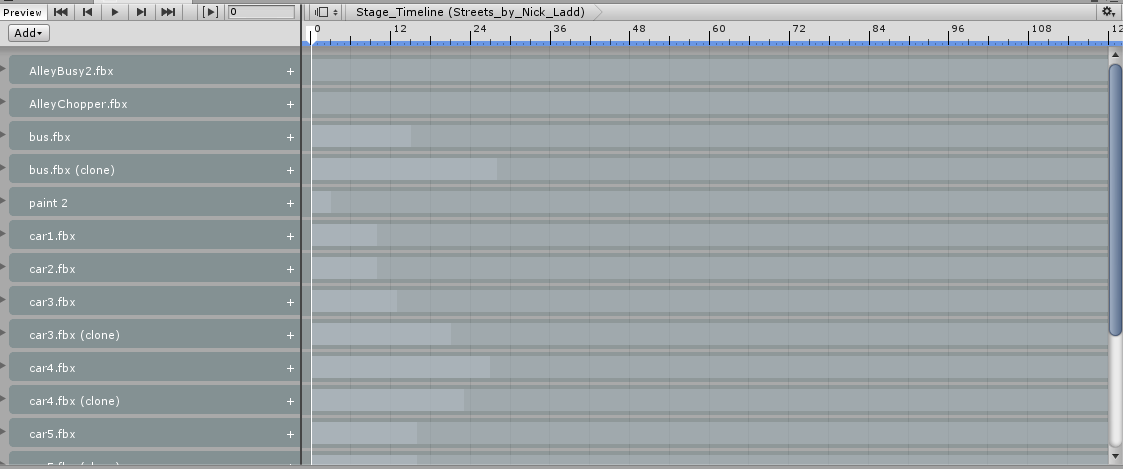 Preview [▶] 0 Stage_Timeline (Streets_by_Nick_Ladd)
Add
0 12 24 36 48 60 72 84 96 108 12
AlleyBusy2.fbx +
AlleyChopper.fbx +
bus.fbx +
bus.fbx (clone) +
paint 2 +
car1.fbx +
car2.fbx +
car3.fbx +
car3.fbx (clone) +
car4.fbx +
car4.fbx (clone) +
car5.fbx +